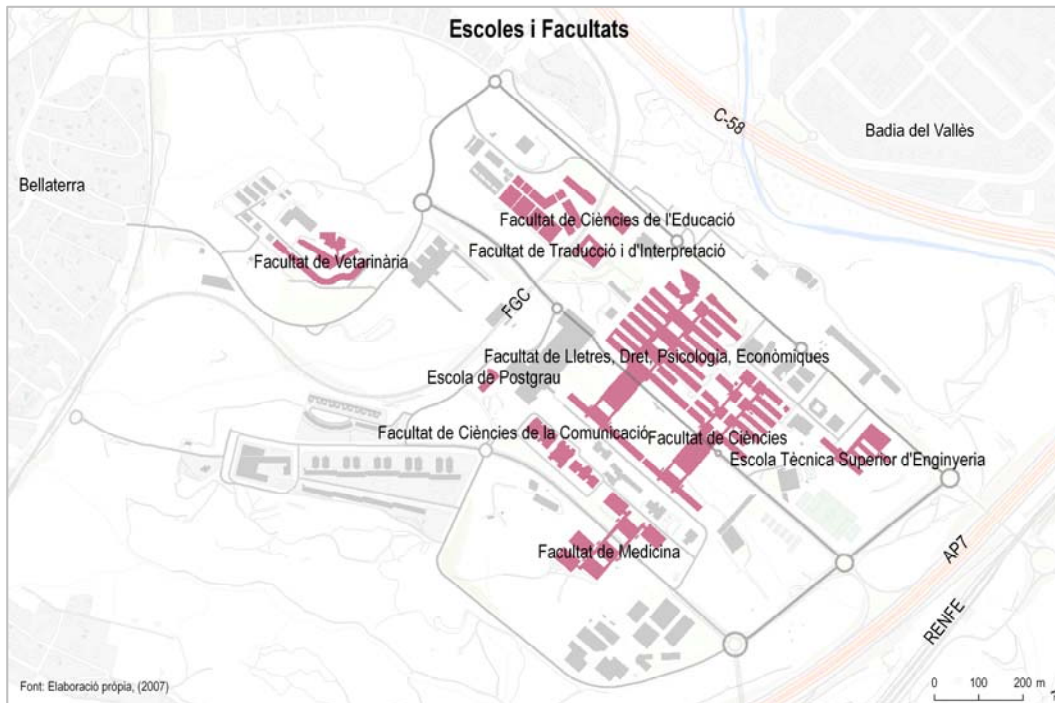 Escoles i Facultats
C-58
Badia del Vallès
Bellaterra
Facultat de Ciències de l'Educació
Facultat de Traducció i d'Interpretació
Facultat de Vetarinària
FGC
Facultat de Lletres, Dret, Psicologia, Econòmiques
Escola de Postgrau
Facultat de Ciències de la Comunicació
Facultat de Ciències
Escola Tècnica Superior d'Enginyeria
Facultat de Medicina
AP7
RENFE
Font: Elaboració pròpia, (2007)
0 100 200 m